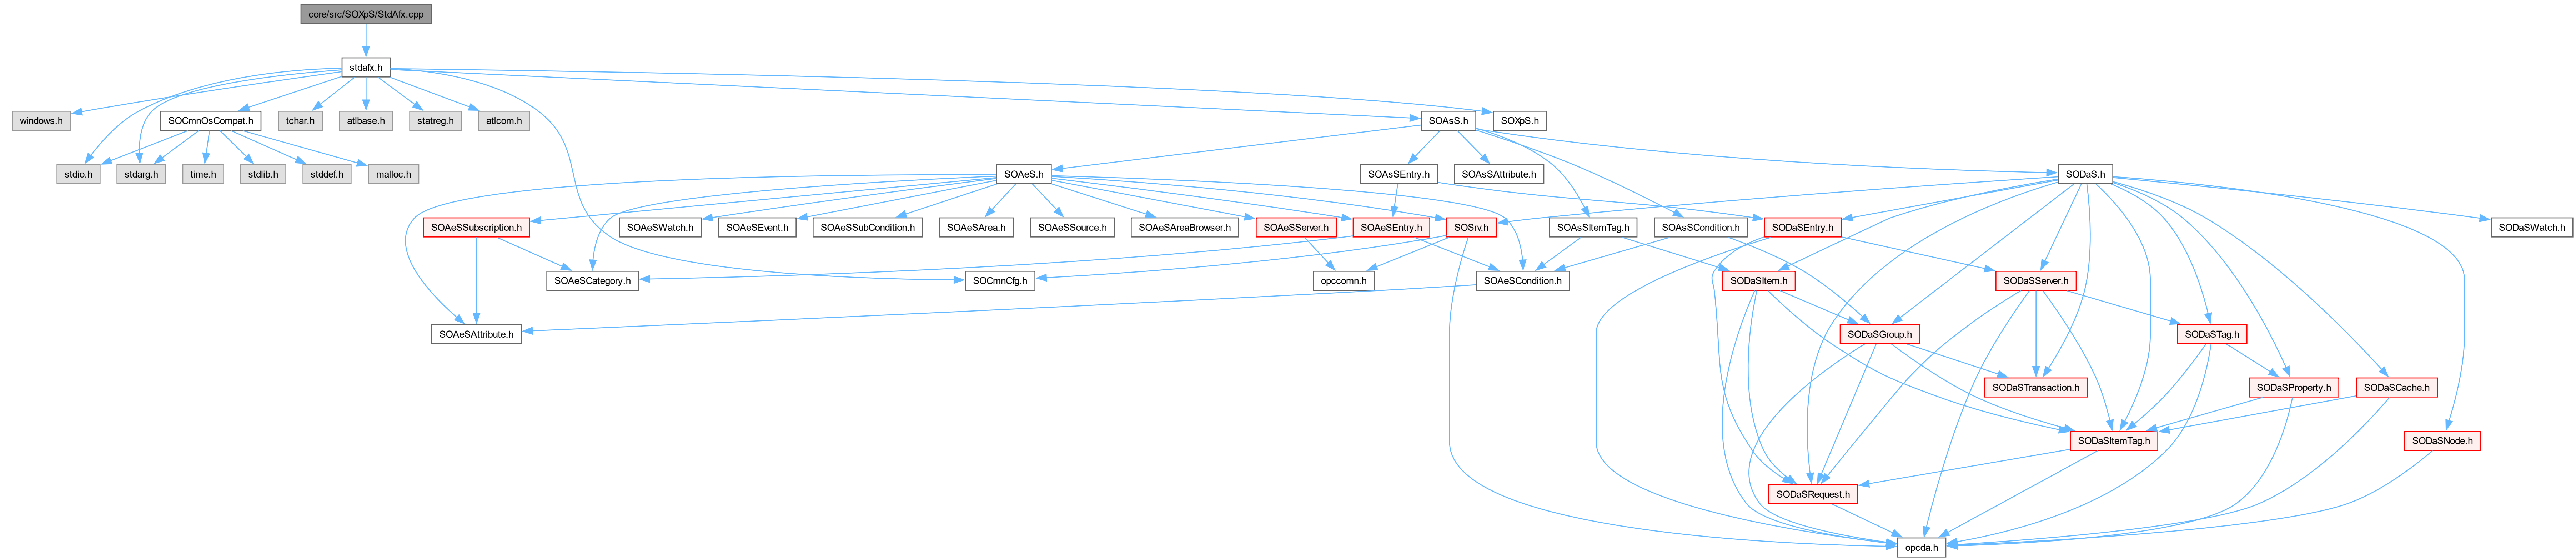 core/src/SOXpS/StdAfx.cpp
stdafx.h
windows.h
SOCmnOsCompat.h
tchar.h
atlbase.h
statreg.h
atlcom.h
SOAsS.h
SOXpS.h
stdio.h
stdarg.h
time.h
stdlib.h
stddef.h
malloc.h
SOAeS.h
SOAsSEntry.h
SOAsSAttribute.h
SODaS.h
SOAeSSubscription.h
SOAeSWatch.h
SOAeSEvent.h
SOAeSSubCondition.h
SOAeSArea.h
SOAeSSource.h
SOAeSAreaBrowser.h
SOAeSServer.h
SOAeSEntry.h
SOSrv.h
SOAsSItemTag.h
SOAsSCondition.h
SODaSEntry.h
SODaSWatch.h
SOAeSCategory.h
SOCmnCfg.h
opccomn.h
SOAeSCondition.h
SODaSItem.h
SODaSServer.h
SOAeSAttribute.h
SODaSGroup.h
SODaSTag.h
SODaSTransaction.h
SODaSProperty.h
SODaSCache.h
SODaSItemTag.h
SODaSNode.h
SODaSRequest.h
opcda.h